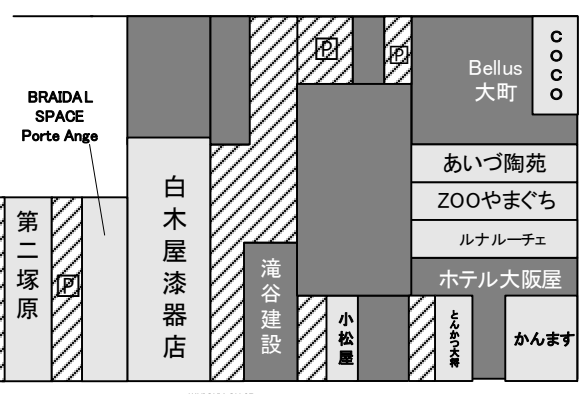 P
P
COCO
Bellus
大町
BRAIDAL
SPACE
Porte Ange
あいづ陶苑
ZOOやまぐち
ルナルーチェ
ホテル大阪屋
第二塚原
P
白木屋漆器店
滝谷建設
小松屋
とんかつ大将
かんます